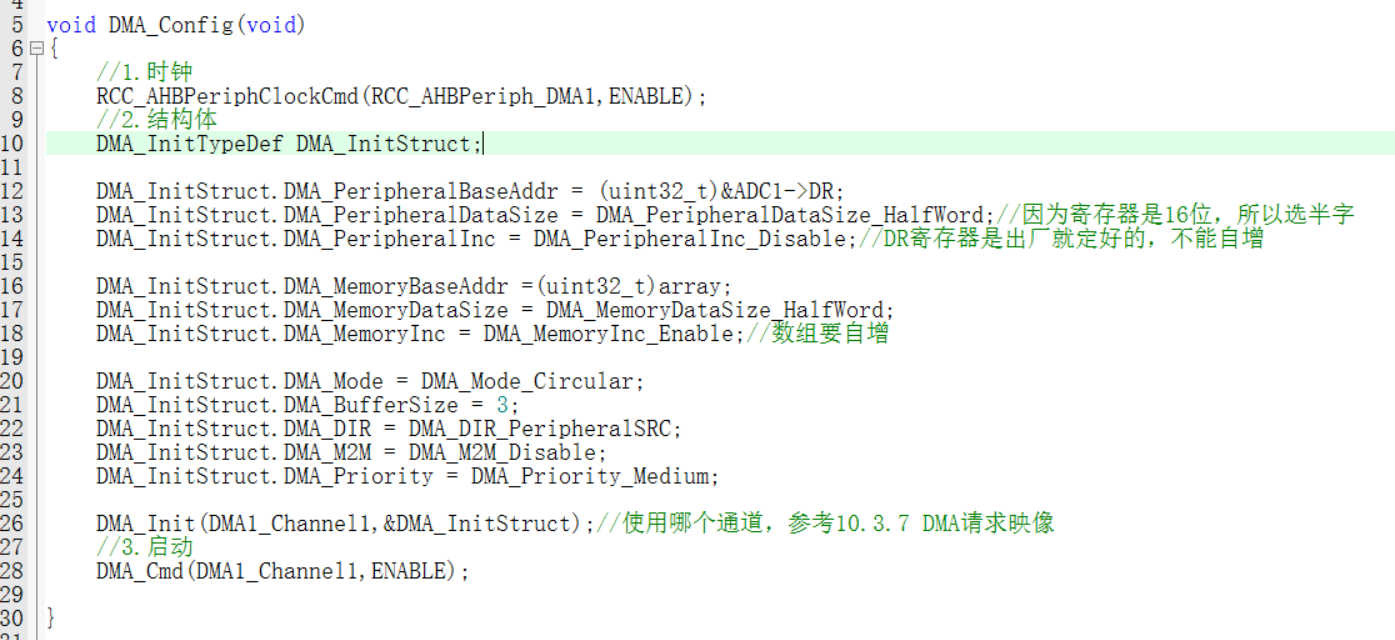 4
5 void DMA_Config(void)
6 {
7 //1.时钟
8 RCC_AHBPeriphClockCmd(RCC_AHBPeriph_DMA1,ENABLE);
9 //2.结构体
10 DMA_InitTypeDef DMA_InitStruct;
11
12 DMA_InitStruct.DMA_PeripheralBaseAddr = (uint32_t)&ADC1->DR;
13 DMA_InitStruct.DMA_PeripheralDataSize = DMA_PeripheralDataSize_HalfWord;//因为寄存器是16位，所以选半字
14 DMA_InitStruct.DMA_PeripheralInc = DMA_PeripheralInc_Disable;//DR寄存器是出厂就定好的，不能自增
15
16 DMA_InitStruct.DMA_MemoryBaseAddr =(uint32_t)array;
17 DMA_InitStruct.DMA_MemoryDataSize = DMA_MemoryDataSize_HalfWord;
18 DMA_InitStruct.DMA_MemoryInc = DMA_MemoryInc_Enable;//数组要自增
19
20 DMA_InitStruct.DMA_Mode = DMA_Mode_Circular;
21 DMA_InitStruct.DMA_BufferSize = 3;
22 DMA_InitStruct.DMA_DIR = DMA_DIR_PeripheralSRC;
23 DMA_InitStruct.DMA_M2M = DMA_M2M_Disable;
24 DMA_InitStruct.DMA_Priority = DMA_Priority_Medium;
25
26 DMA_Init(DMA1_Channel1,&DMA_InitStruct);//使用哪个通道，参考10.3.7 DMA请求映像
27 //3.启动
28 DMA_Cmd(DMA1_Channel1,ENABLE);
29
30 }
31